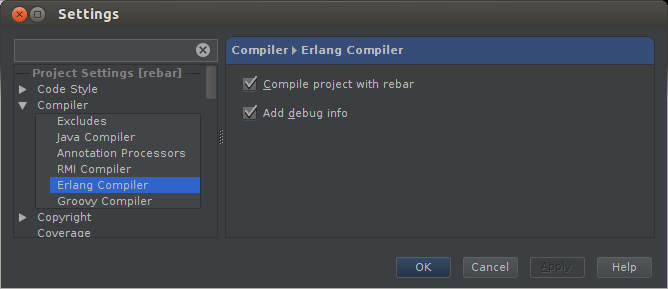 Settings
Project Settings [rebar]
Code Style
Compiler
Excludes
Java Compiler
Annotation Processors
RMI Compiler
Erlang Compiler
Groovy Compiler
Copyright
Coverage
Compiler Erlang Compiler
Compile project with rebar
Add debug info
OK
Cancel
Apply
Help